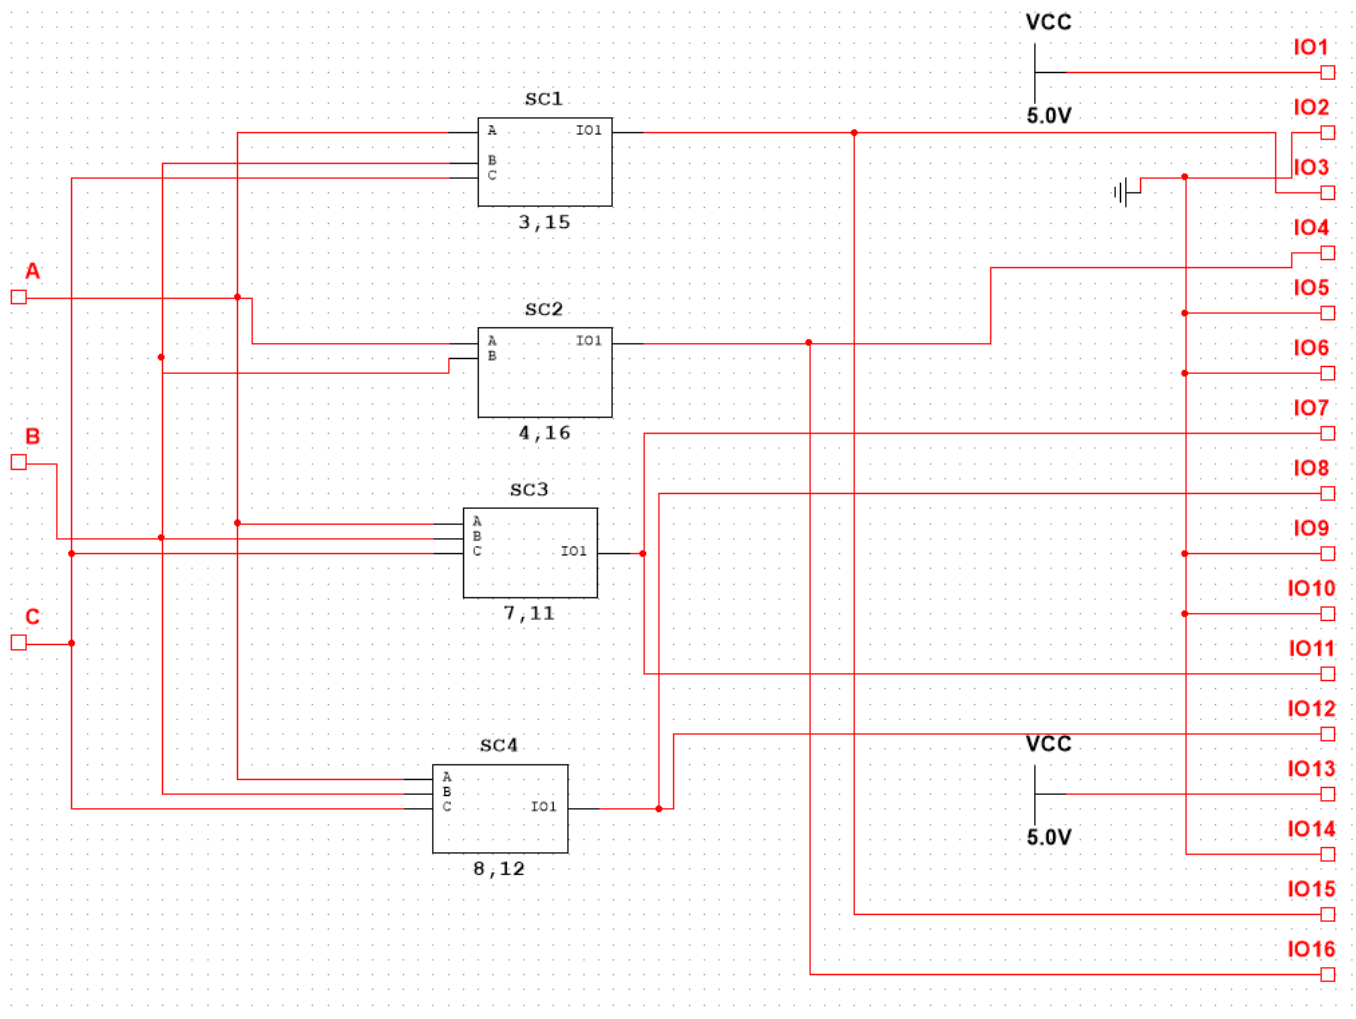 VCC
5.0V
IO1
IO2
IO3
IO4
IO5
IO6
IO7
IO8
IO9
IO10
IO11
IO12
VCC
5.0V
IO13
IO14
IO15
IO16
SC1
A IO1
B
C
3,15
A
SC2
A IO1
B
4,16
B
SC3
A
B
C IO1
7,11
C
SC4
A
B
C IO1
8,12